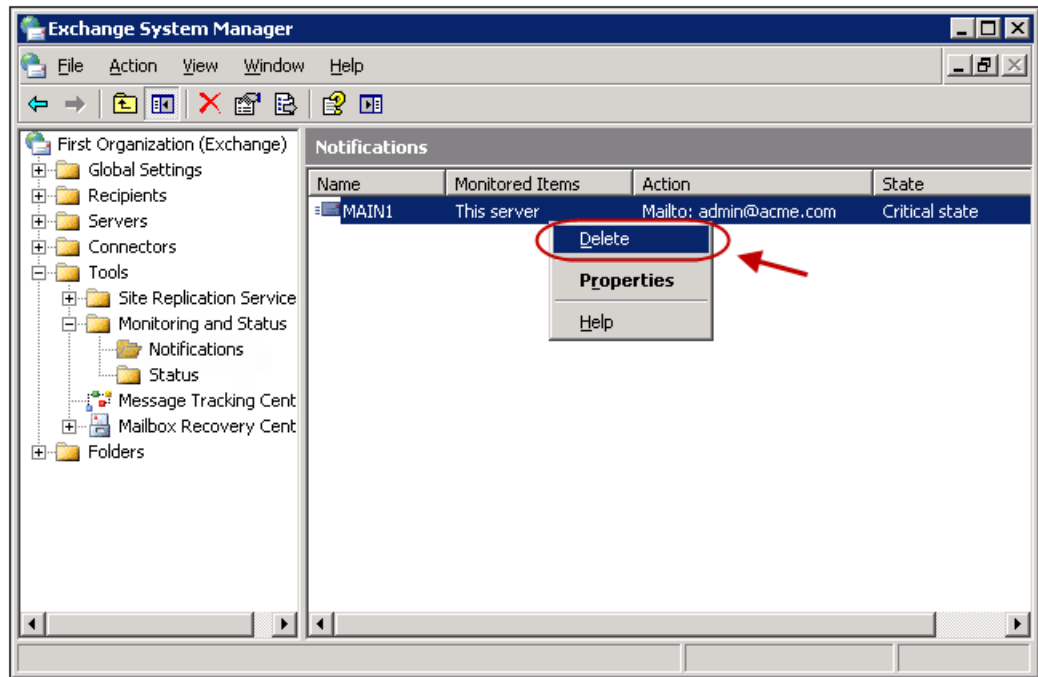 Exchange System Manager
File Action View Window Help
First Organization (Exchange)
Global Settings
Recipients
Servers
Connectors
Tools
Site Replication Service
Monitoring and Status
Notifications
Status
Message Tracking Cent
Mailbox Recovery Cent
Folders
Notifications
Name Monitored Items Action State
MAIN1 This server Mailto: admin@acme.com Critical state
Delete
Properties
Help